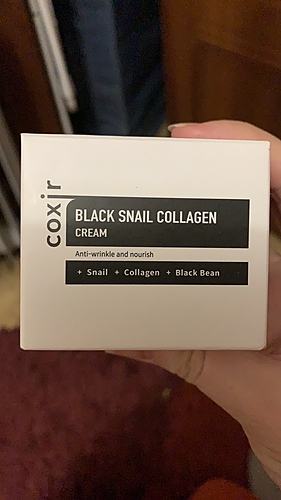 coxir
BLACK SNAIL COLLAGEN
CREAM
Anti-wrinkle and nourish
+ Snail + Collagen + Black Bean